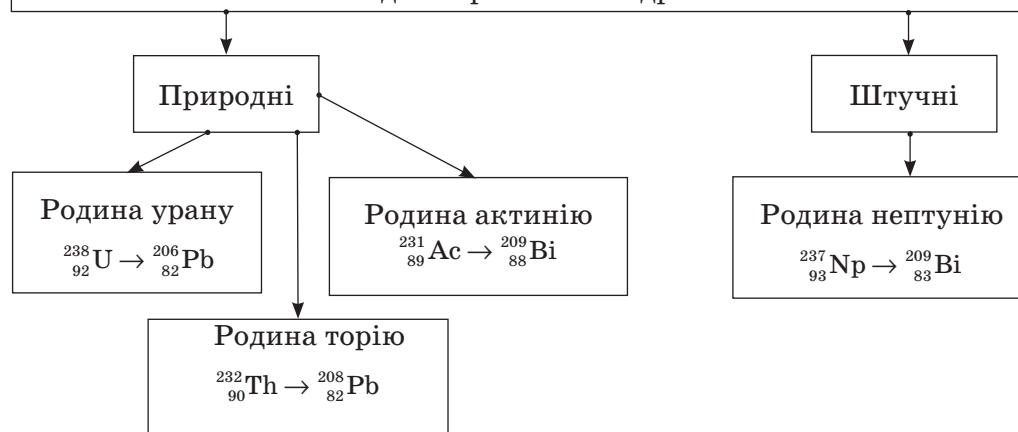 Природні
Штучні
Родина урану
²³⁸₉₂U → ²⁰⁶₈₂Pb
Родина актинію
²³¹₈₉Ac → ²⁰⁹₈₈Bi
Родина нептунію
²³⁷₉₃Np → ²⁰⁹₈₃Bi
Родина торію
²³²₉₀Th → ²⁰⁸₈₂Pb